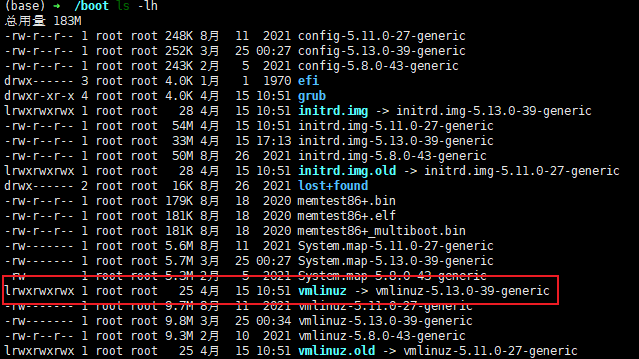 (base) → /boot ls -lh
总用量 183M
-rw-r--r-- 1 root root 248K 8月 11 2021 config-5.11.0-27-generic
-rw-r--r-- 1 root root 252K 3月 25 00:27 config-5.13.0-39-generic
-rw-r--r-- 1 root root 243K 2月 5 2021 config-5.8.0-43-generic
drwx------ 3 root root 4.0K 1月 1 1970 efi
drwxr-xr-x 4 root root 4.0K 4月 15 10:51 grub
lrwxrwxrwx 1 root root 28 4月 15 10:51 initrd.img -> initrd.img-5.13.0-39-generic
-rw-r--r-- 1 root root 54M 4月 15 10:51 initrd.img-5.11.0-27-generic
-rw-r--r-- 1 root root 33M 4月 15 17:13 initrd.img-5.13.0-39-generic
-rw-r--r-- 1 root root 50M 8月 26 2021 initrd.img-5.8.0-43-generic
lrwxrwxrwx 1 root root 28 4月 15 10:51 initrd.img.old -> initrd.img-5.11.0-27-generic
drwx------ 2 root root 16K 8月 26 2021 lost+found
-rw-r--r-- 1 root root 179K 8月 18 2020 memtest86+.bin
-rw-r--r-- 1 root root 181K 8月 18 2020 memtest86+.elf
-rw-r--r-- 1 root root 181K 8月 18 2020 memtest86+_multiboot.bin
-rw------- 1 root root 5.6M 8月 11 2021 System.map-5.11.0-27-generic
-rw------- 1 root root 5.7M 3月 25 00:27 System.map-5.13.0-39-generic
-rw------- 1 root root 5.3M 2月 5 2021 System.map-5.8.0-43-generic
lrwxrwxrwx 1 root root 25 4月 15 10:51 vmlinuz -> vmlinuz-5.13.0-39-generic
-rw------- 1 root root 9.7M 8月 11 2021 vmlinuz-5.11.0-27-generic
-rw------- 1 root root 9.8M 3月 25 00:34 vmlinuz-5.13.0-39-generic
-rw------- 1 root root 9.3M 2月 10 2021 vmlinuz-5.8.0-43-generic
lrwxrwxrwx 1 root root 25 4月 15 10:51 vmlinuz.old -> vmlinuz-5.11.0-27-generic